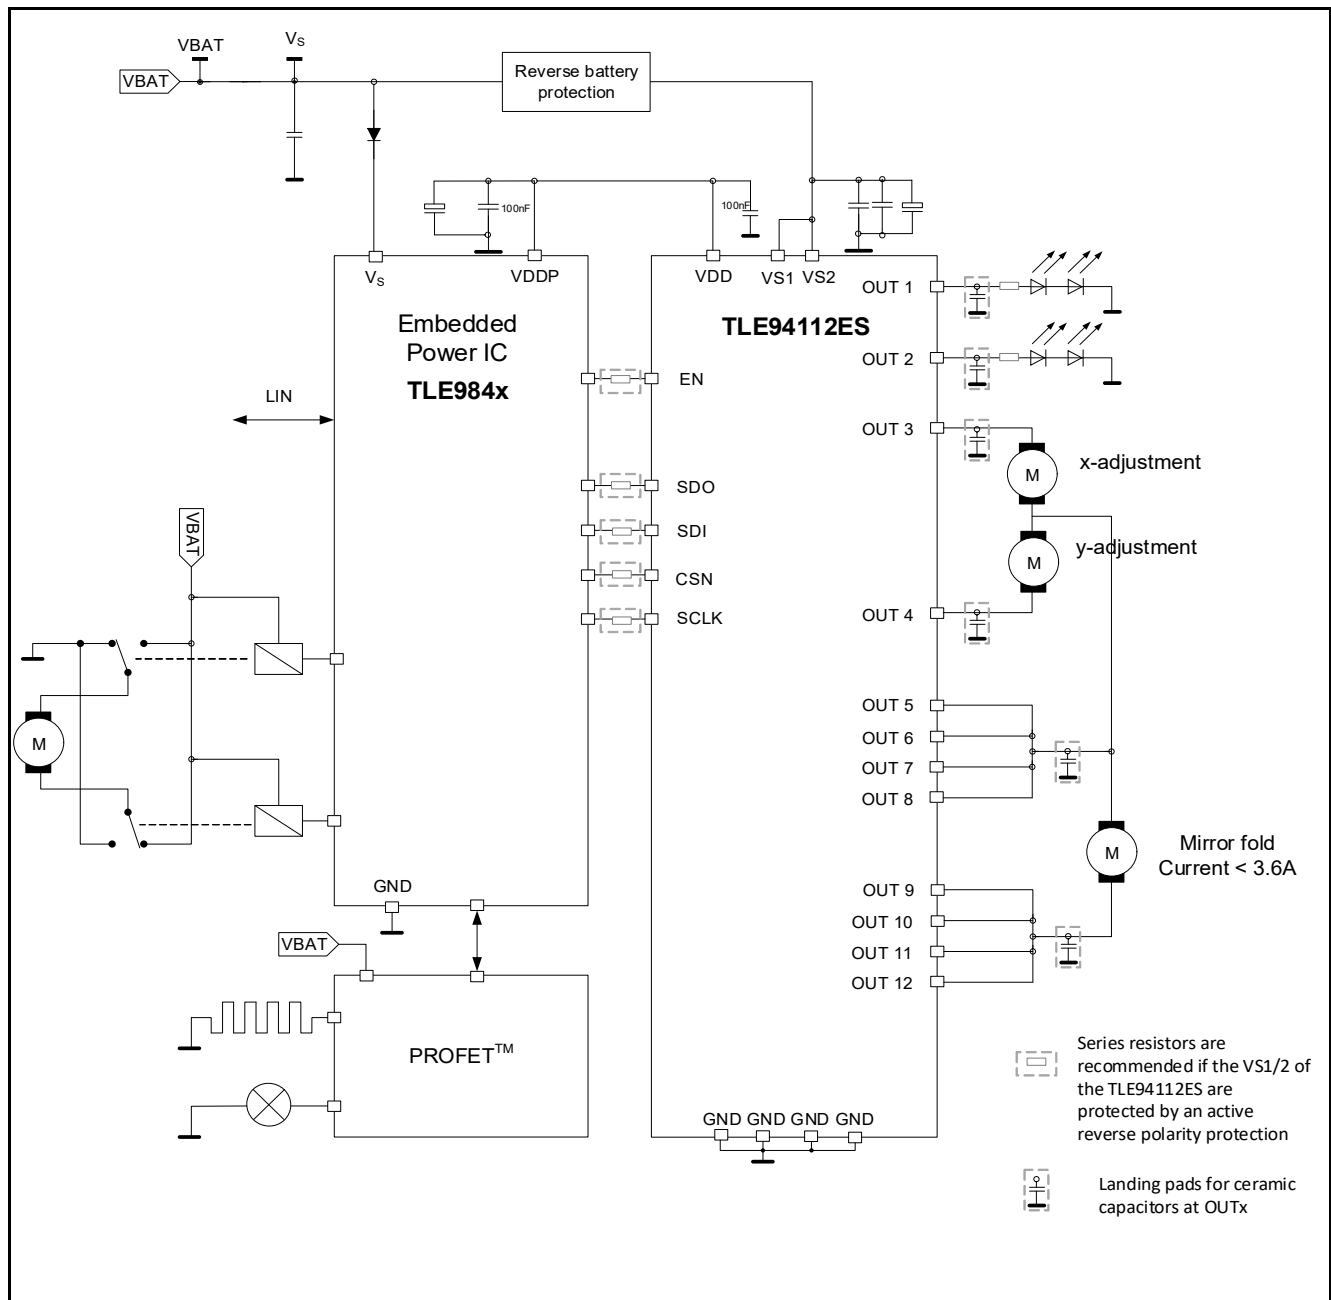 VBAT
VS
VBAT
Reverse battery
protection
100nF
100nF
VS
VDDP
VDD
VS1
VS2
OUT 1
Embedded
Power IC
TLE984x
TLE94112ES
OUT 2
EN
LIN
OUT 3
x-adjustment
M
SDO
VBAT
SDI
y-adjustment
M
CSN
SCLK
OUT 4
OUT 5
M
OUT 6
OUT 7
OUT 8
M
Mirror fold
Current < 3.6A
GND
OUT 9
VBAT
OUT 10
OUT 11
OUT 12
PROFET™
Series resistors are
recommended if the VS1/2 of
the TLE94112ES are
protected by an active
reverse polarity protection
GND GND GND GND
Landing pads for ceramic
capacitors at OUTx